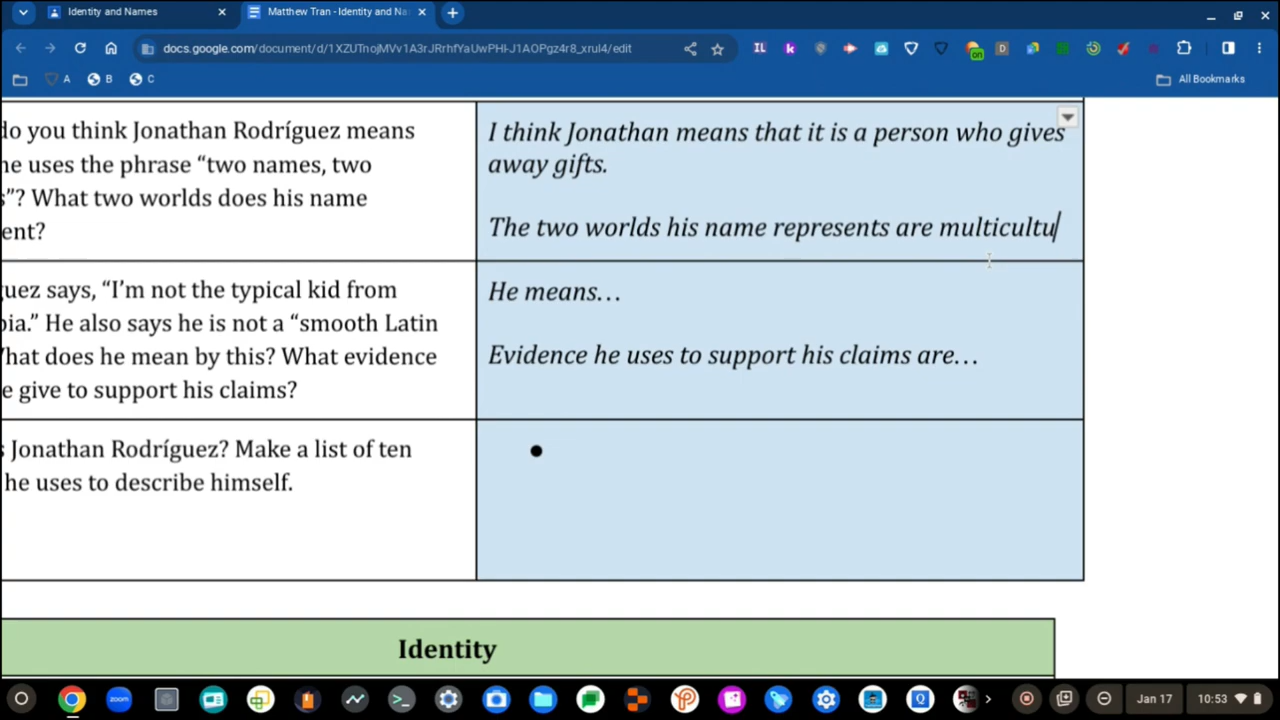 Identity and Names
Matthew Tran - Identity and Na
docs.google.com/document/d/1XZUTnojMVv1A3rJRrhfYaUwPHI-J1AOPgz4r8_xrul4/edit
A
B
C
All Bookmarks
do you think Jonathan Rodríguez means
he uses the phrase “two names, two
s”? What two worlds does his name
ent?
I think Jonathan means that it is a person who gives
away gifts.
The two worlds his name represents are multicultu
uez says, “I’m not the typical kid from
bia.” He also says he is not a “smooth Latin
What does he mean by this? What evidence
e give to support his claims?
He means…
Evidence he uses to support his claims are…
s Jonathan Rodríguez? Make a list of ten
he uses to describe himself.
Identity
IL
k
D
on
zoom
Q
Jan 17
10:53